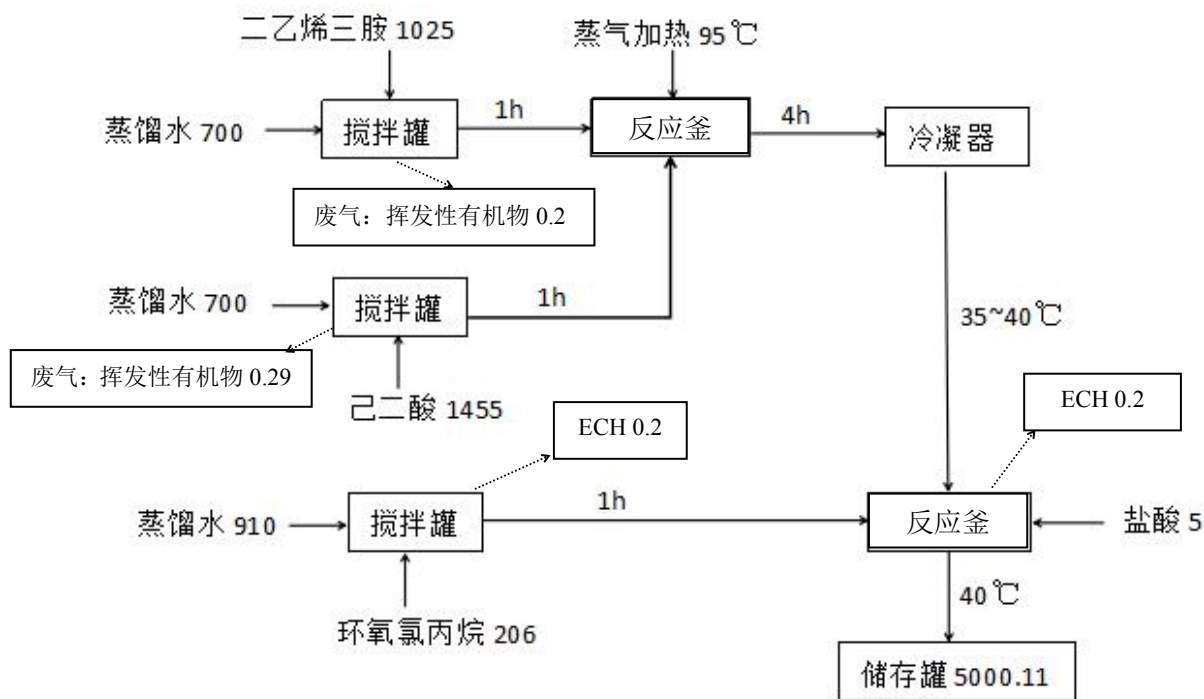 二乙烯三胺 1025
蒸气加热 95℃
蒸馏水 700
搅拌罐
1h
反应釜
4h
冷凝器
废气：挥发性有机物 0.2
蒸馏水 700
搅拌罐
1h
35~40℃
废气：挥发性有机物 0.29
己二酸 1455
ECH 0.2
ECH 0.2
蒸馏水 910
搅拌罐
1h
反应釜
盐酸 5
40℃
环氧氯丙烷 206
储存罐 5000.11